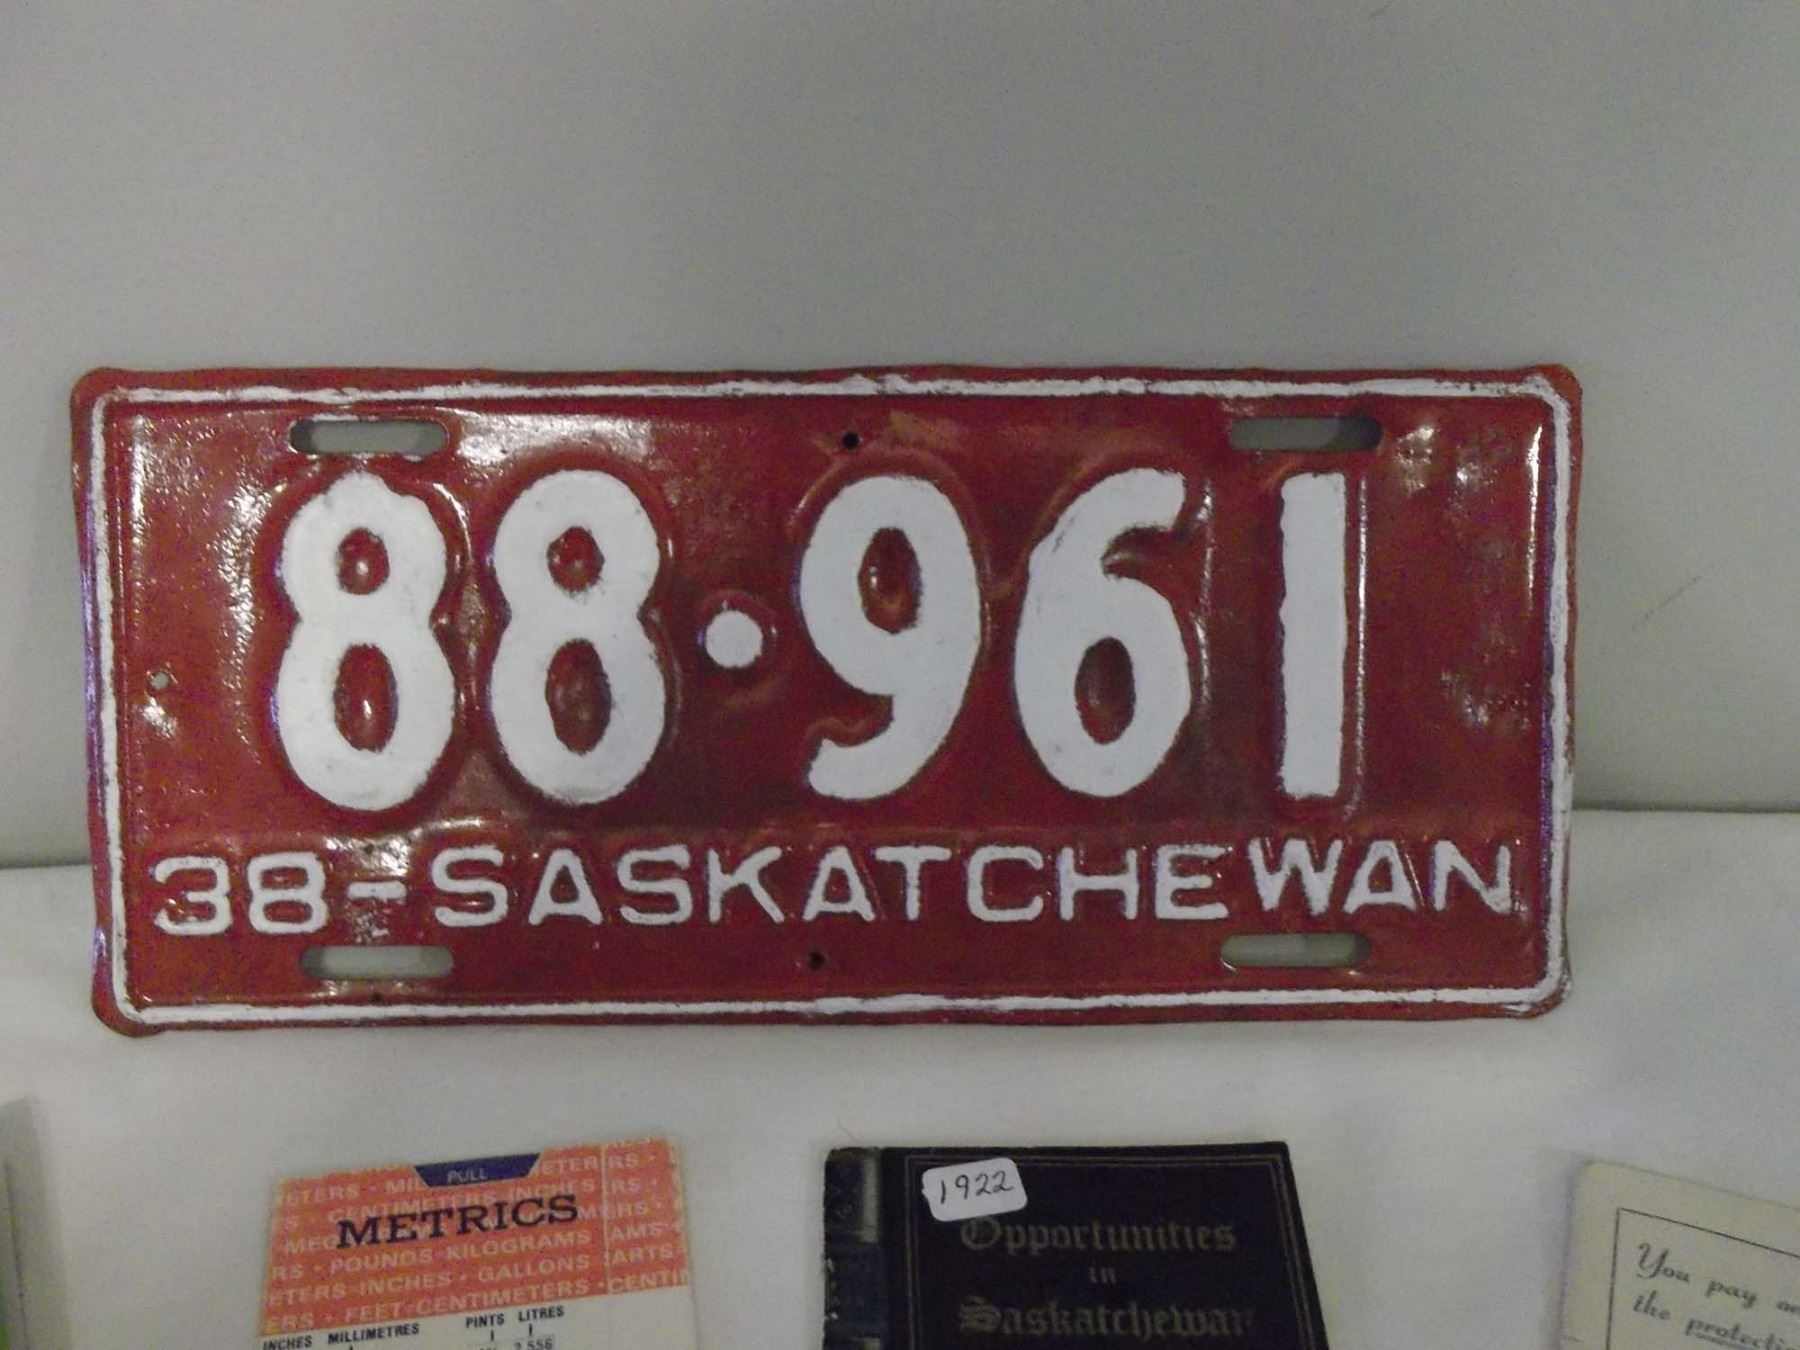 88·961
38-SASKATCHEWAN
PULL
METRICS
POUNDS·KILOGRAMS
INCHES · GALLONS
FEET·CENTIMETERS
INCHES MILLIMETRES
PINTS LITRES
1922
Opportunities
in
Saskatchewan
You pay
the